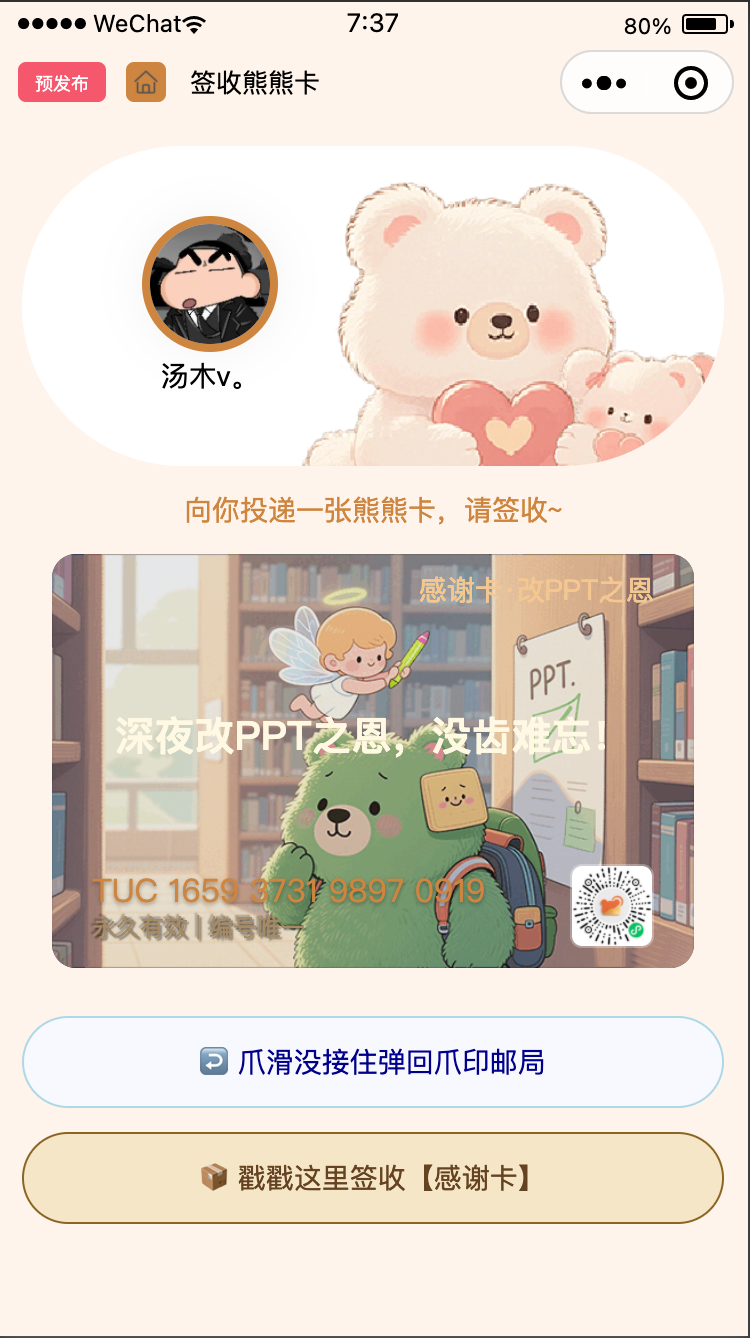 WeChat
7:37
80%
预发布
签收熊熊卡
汤木v。
向你投递一张熊熊卡，请签收~
感谢卡·改PPT之恩
PPT.
深夜改PPT之恩，没齿难忘！
TUC 1659 3731 9897 0919
永久有效 | 编号唯一
爪滑没接住弹回爪印邮局
戳戳这里签收【感谢卡】